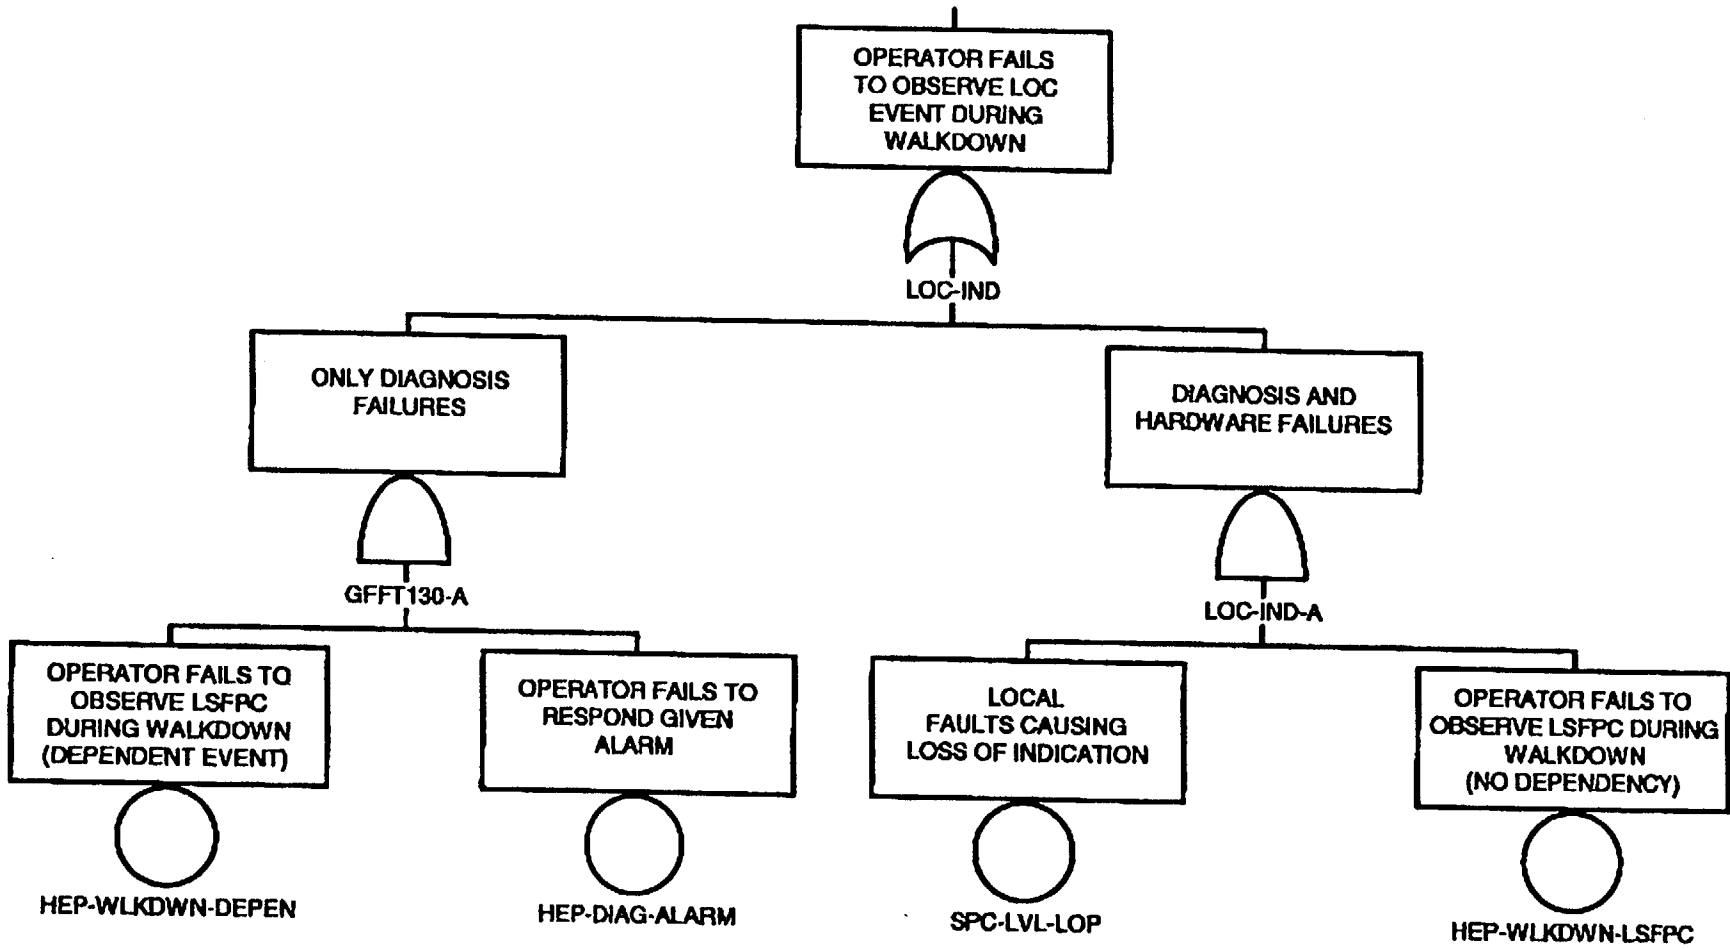 OPERATOR FAILS
TO OBSERVE LOC
EVENT DURING
WALKDOWN
LOC-IND
ONLY DIAGNOSIS
FAILURES
DIAGNOSIS AND
HARDWARE FAILURES
GFFT130-A
LOC-IND-A
OPERATOR FAILS TO
OBSERVE LSFPC
DURING WALKDOWN
(DEPENDENT EVENT)
OPERATOR FAILS TO
RESPOND GIVEN
ALARM
LOCAL
FAULTS CAUSING
LOSS OF INDICATION
OPERATOR FAILS TO
OBSERVE LSFPC DURING
WALKDOWN
(NO DEPENDENCY)
HEP-WLKDWN-DEPEN
HEP-DIAG-ALARM
SPC-LVL-LOP
HEP-WLKDWN-LSFPC